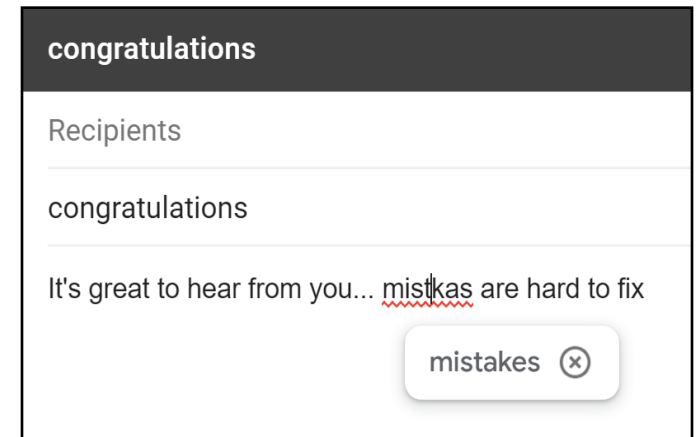 congratulations
Recipients
congratulations
It's great to hear from you... mistkas are hard to fix
mistakes